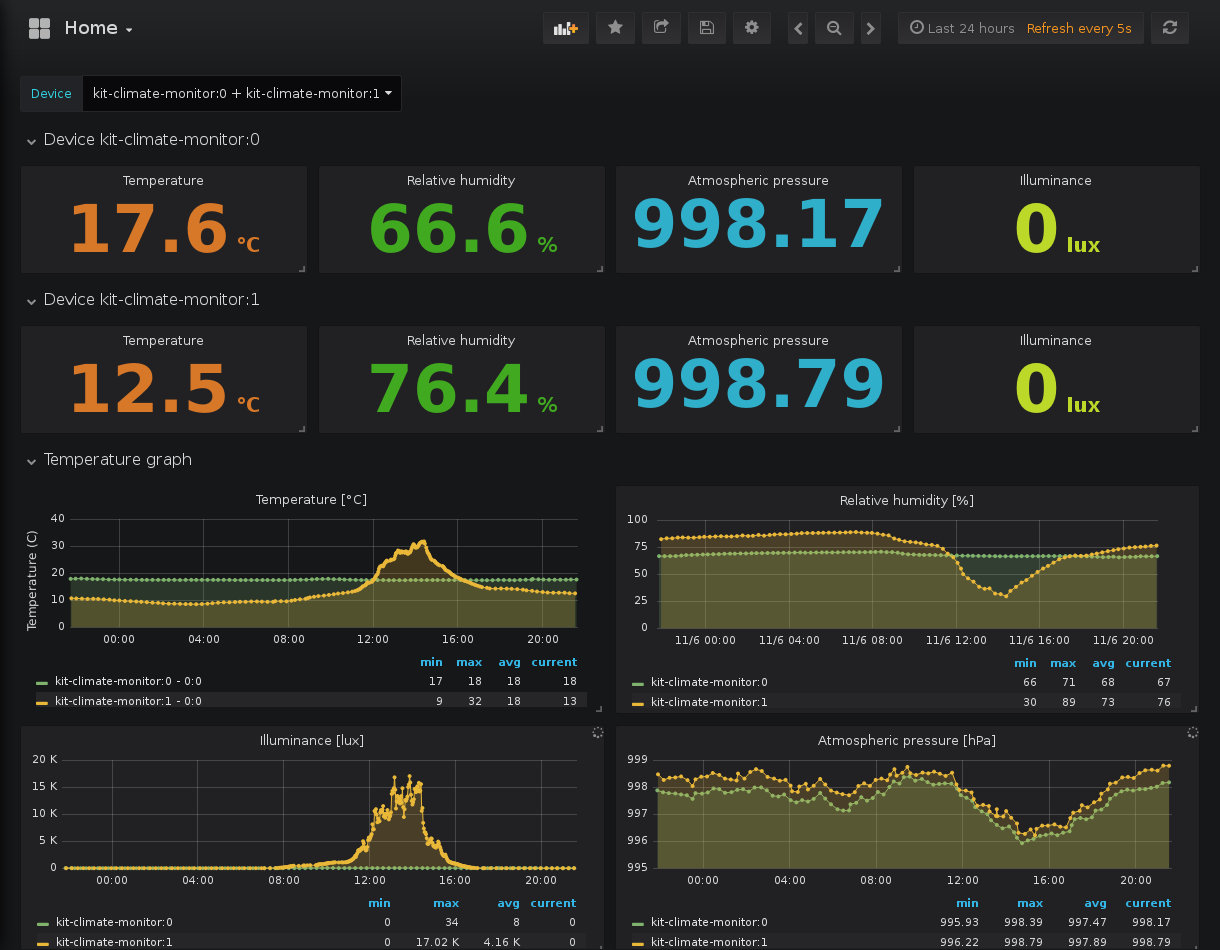 Home
Last 24 hours Refresh every 5s
Device kit-climate-monitor:0 + kit-climate-monitor:1
Device kit-climate-monitor:0
Temperature Relative humidity Atmospheric pressure Illuminance
17.6 °C 66.6 % 998.17 0 lux
Device kit-climate-monitor:1
Temperature Relative humidity Atmospheric pressure Illuminance
12.5 °C 76.4 % 998.79 0 lux
Temperature graph
Temperature [°C]
Temperature (C)
40
30
20
10
0
00:00 04:00 08:00 12:00 16:00 20:00
min max avg current
kit-climate-monitor:0 - 0:0 17 18 18 18
kit-climate-monitor:1 - 0:0 9 32 18 13
Relative humidity [%]
100
75
50
25
0
11/6 00:00 11/6 04:00 11/6 08:00 11/6 12:00 11/6 16:00 11/6 20:00
min max avg current
kit-climate-monitor:0 66 71 68 67
kit-climate-monitor:1 30 89 73 76
Illuminance [lux]
20 K
15 K
10 K
5 K
0
00:00 04:00 08:00 12:00 16:00 20:00
min max avg current
kit-climate-monitor:0 0 34 8 0
kit-climate-monitor:1 0 17.02 K 4.16 K 0
Atmospheric pressure [hPa]
999
998
997
996
995
00:00 04:00 08:00 12:00 16:00 20:00
min max avg current
kit-climate-monitor:0 995.93 998.39 997.47 998.17
kit-climate-monitor:1 996.22 998.79 997.89 998.79